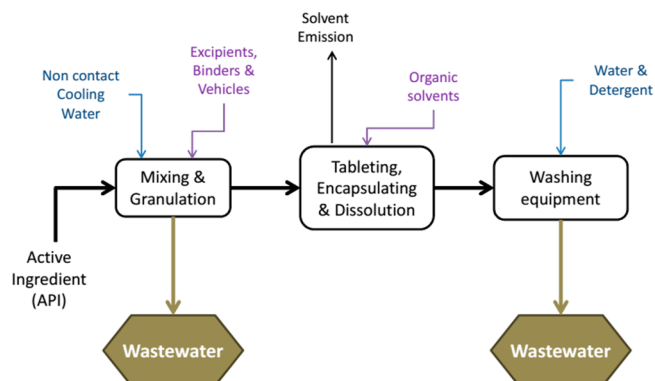 Solvent
Emission
Non contact
Cooling
Water
Excipients,
Binders &
Vehicles
Organic
solvents
Water &
Detergent
Mixing &
Granulation
Tableting,
Encapsulating
& Dissolution
Washing
equipment
Active
Ingredient
(API)
Wastewater
Wastewater